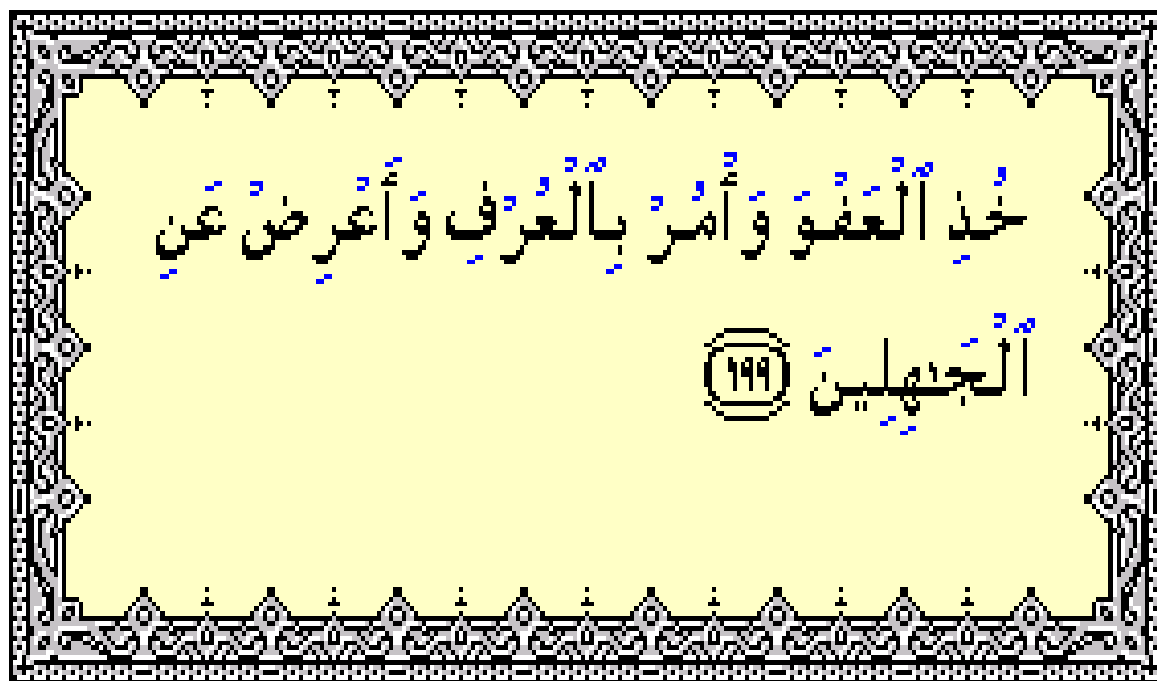 خُذِ ٱلْعَفْوَ وَأْمُرْ بِٱلْعُرْفِ وَأَعْرِضْ عَنِ
ٱلْجَٰهِلِينَ ١٩٩